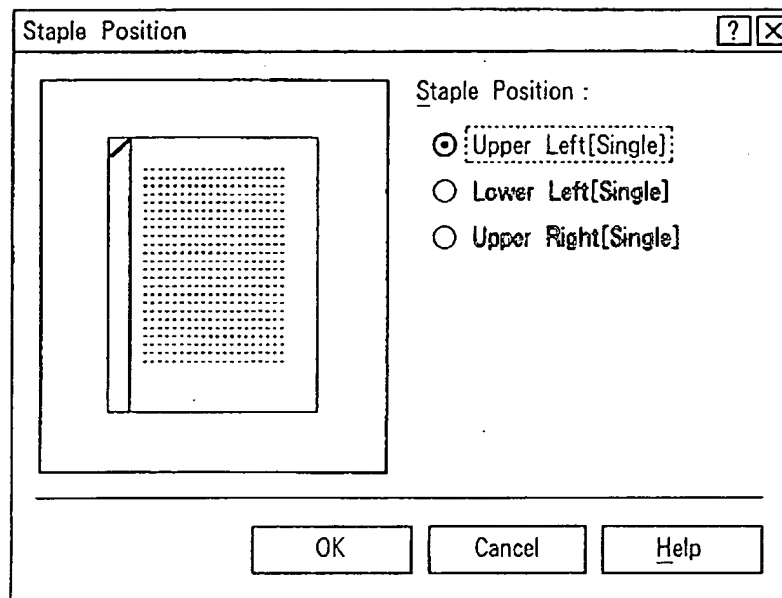 Staple Position ? X
Staple Position :
Upper Left[Single]
Lower Left[Single]
Upper Right[Single]
OK Cancel Help